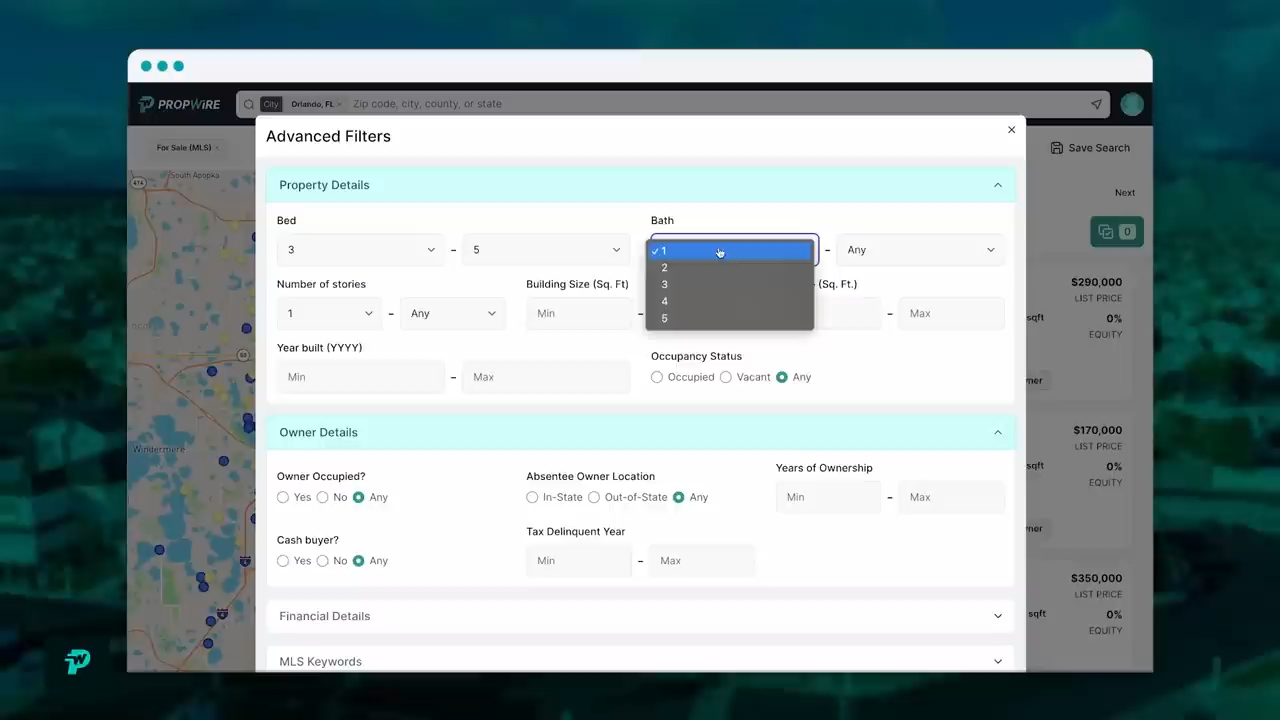 PROPWIRE
City Orlando, FL × Zip code, city, county, or state
Advanced Filters
For Sale (MLS)
Save Search
South Apopka
Property Details
Next
Bed
Bath
0
3 – 5
✓ 1 – Any
2
3
4
5
Number of stories
Building Size (Sq. Ft)
(Sq. Ft.)
1 – Any
Min –
– Max
$290,000
LIST PRICE
sqft 0%
EQUITY
Year built (YYYY)
Occupancy Status
Min – Max
Occupied Vacant Any
ner
Owner Details
$170,000
LIST PRICE
Windermere
sqft 0%
EQUITY
Owner Occupied?
Absentee Owner Location
Years of Ownership
Yes No Any
In-State Out-of-State Any
Min – Max
ner
Cash buyer?
Tax Delinquent Year
Yes No Any
Min – Max
$350,000
LIST PRICE
sqft 0%
EQUITY
Financial Details
MLS Keywords